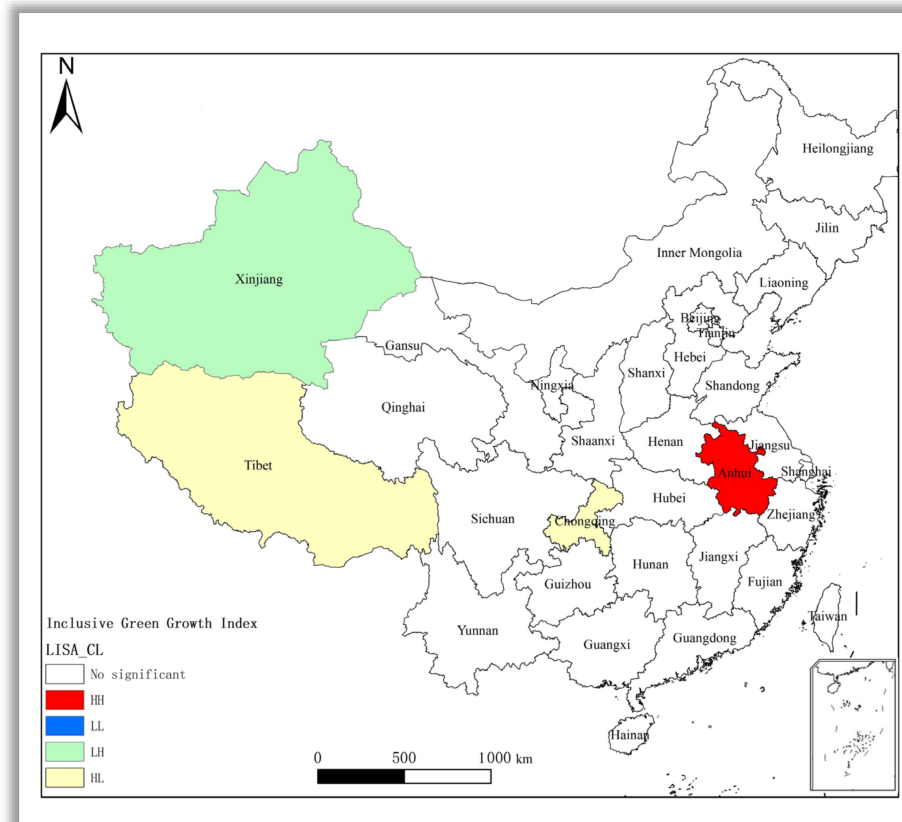 N
Heilongjiang
Jilin
Inner Mongolia
Liaoning
Xinjiang
Beijing
Tianjin
Gansu
Hebei
Shanxi
Ningxia
Shandong
Qinghai
Shaanxi
Henan
Jiangsu
Tibet
Anhui
Shanghai
Hubei
Sichuan
Chongqing
Zhejiang
Hunan
Jiangxi
Guizhou
Fujian
Taiwan
Yunnan
Guangxi
Guangdong
Hainan
Inclusive Green Growth Index
LISA_CL
No significant
HH
LL
LH
HL
0 500 1000 km